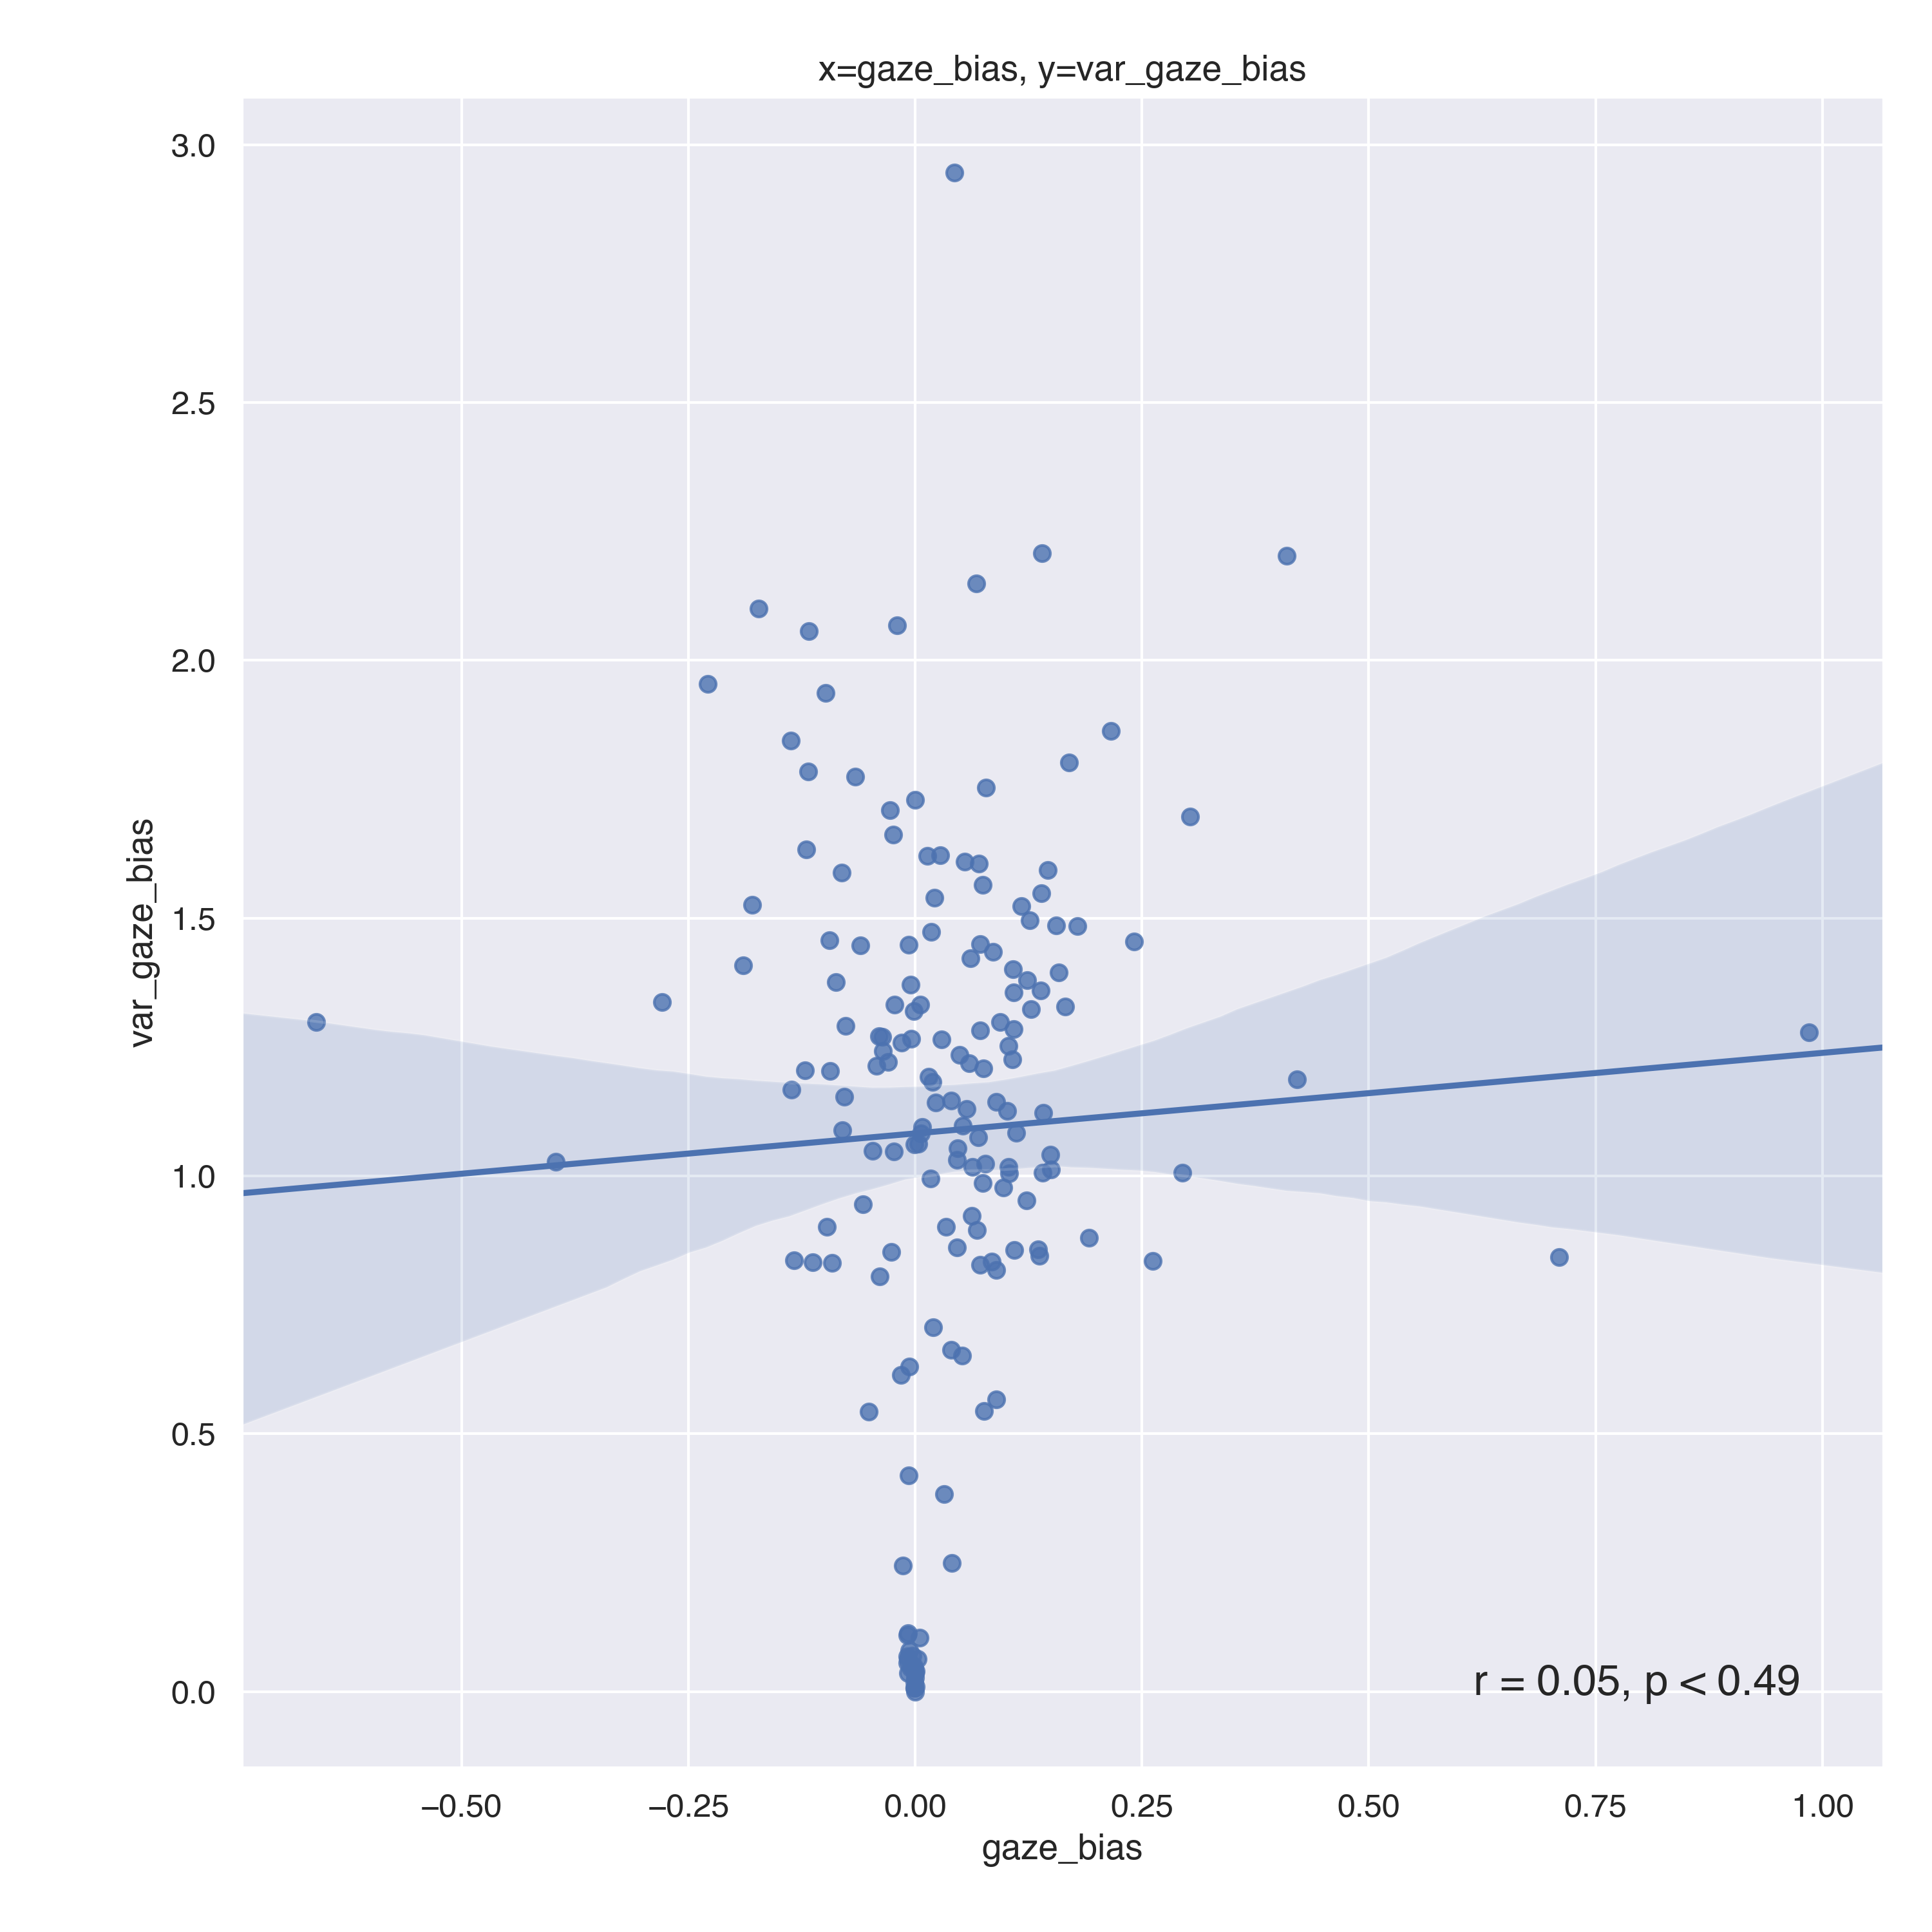 x=gaze_bias, y=var_gaze_bias
3.0
2.5
2.0
1.5
1.0
0.5
0.0
var_gaze_bias
r = 0.05, p < 0.49
−0.50 −0.25 0.00 0.25 0.50 0.75 1.00
gaze_bias